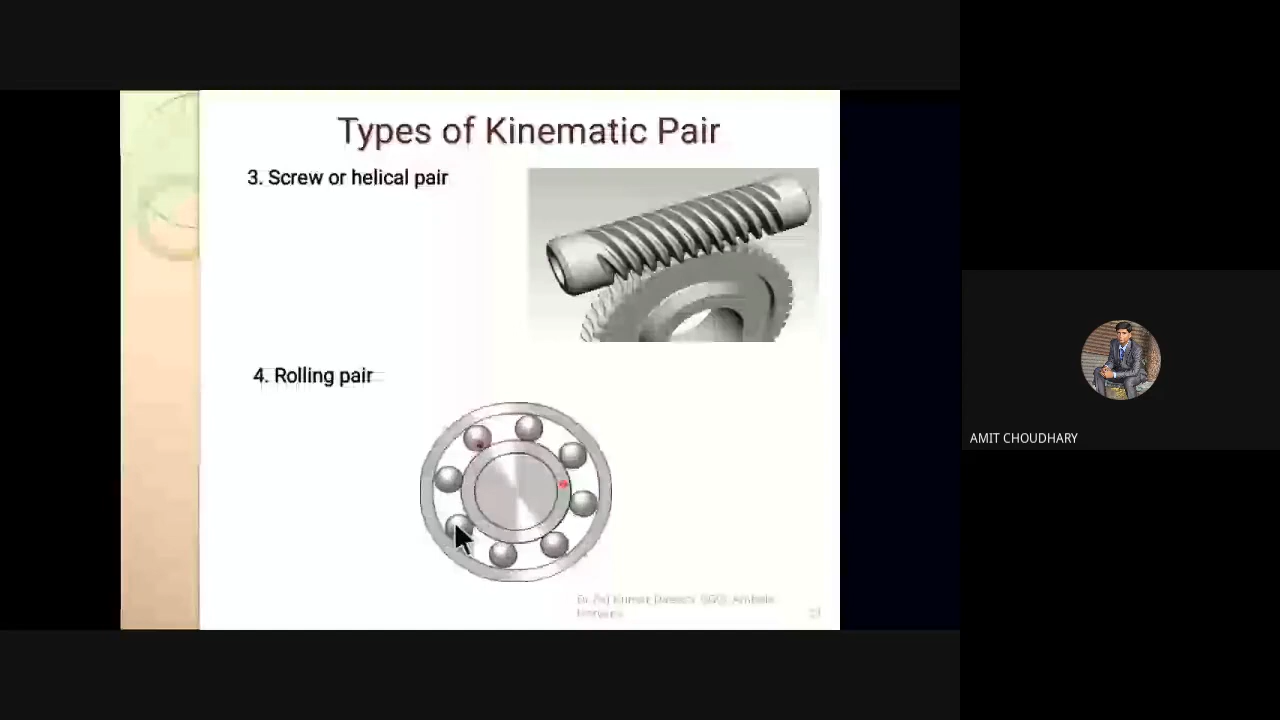 Types of Kinematic Pair
3. Screw or helical pair
4. Rolling pair
AMIT CHOUDHARY